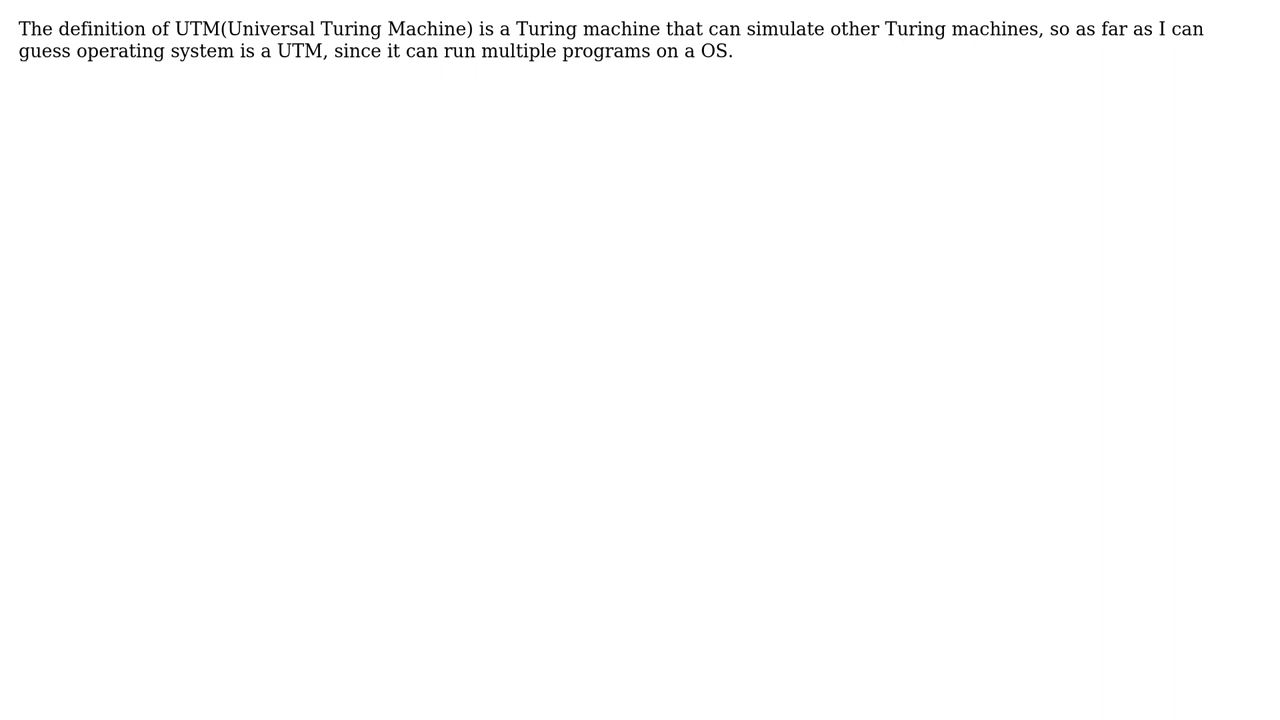 The definition of UTM(Universal Turing Machine) is a Turing machine that can simulate other Turing machines, so as far as I can
guess operating system is a UTM, since it can run multiple programs on a OS.